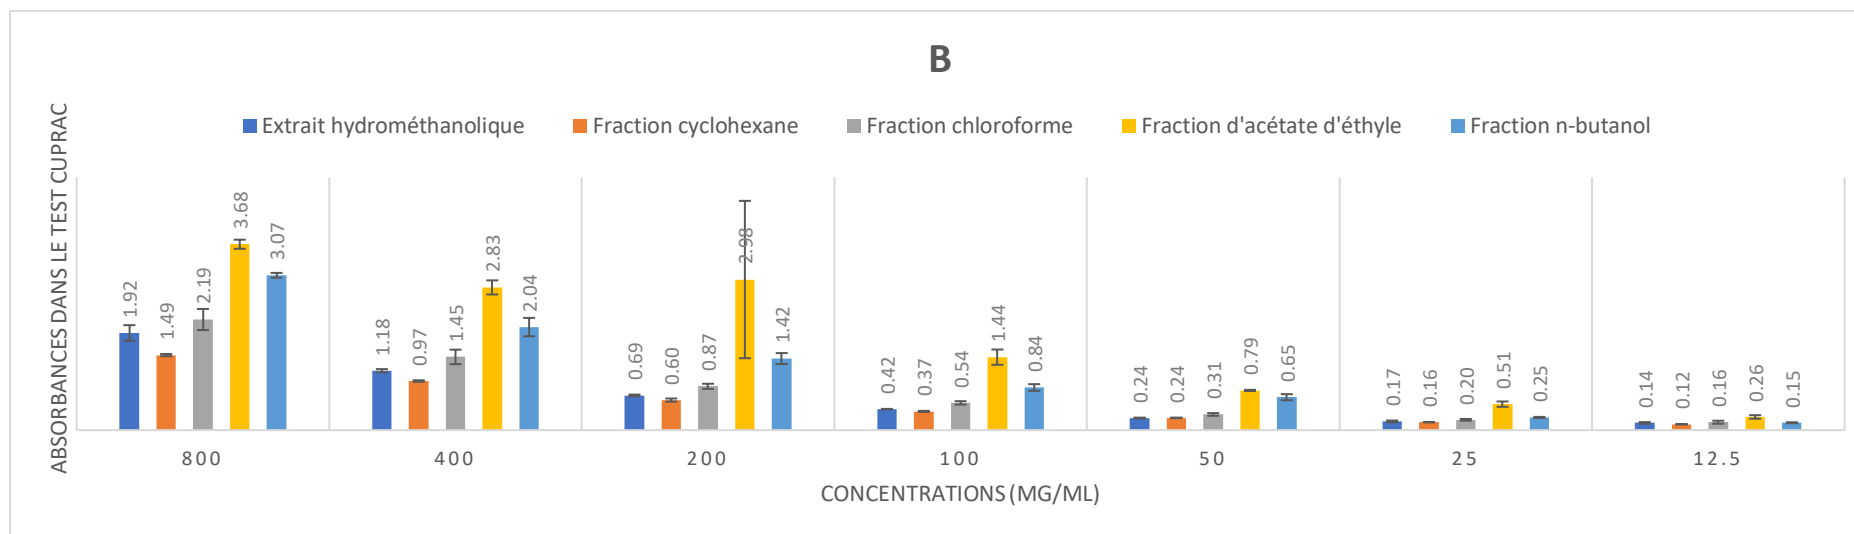 B
Extrait hydrométhanolique Fraction cyclohexane Fraction chloroforme Fraction d'acétate d'éthyle Fraction n-butanol
ABSORBANCES DANS LE TEST CUPRAC
1.92 1.49 2.19 3.68 3.07
1.18 0.97 1.45 2.83 2.04
0.69 0.60 0.87 2.98 1.42
0.42 0.37 0.54 1.44 0.84
0.24 0.24 0.31 0.79 0.65
0.17 0.16 0.20 0.51 0.25
0.14 0.12 0.16 0.26 0.15
800 400 200 100 50 25 12.5
CONCENTRATIONS (MG/ML)